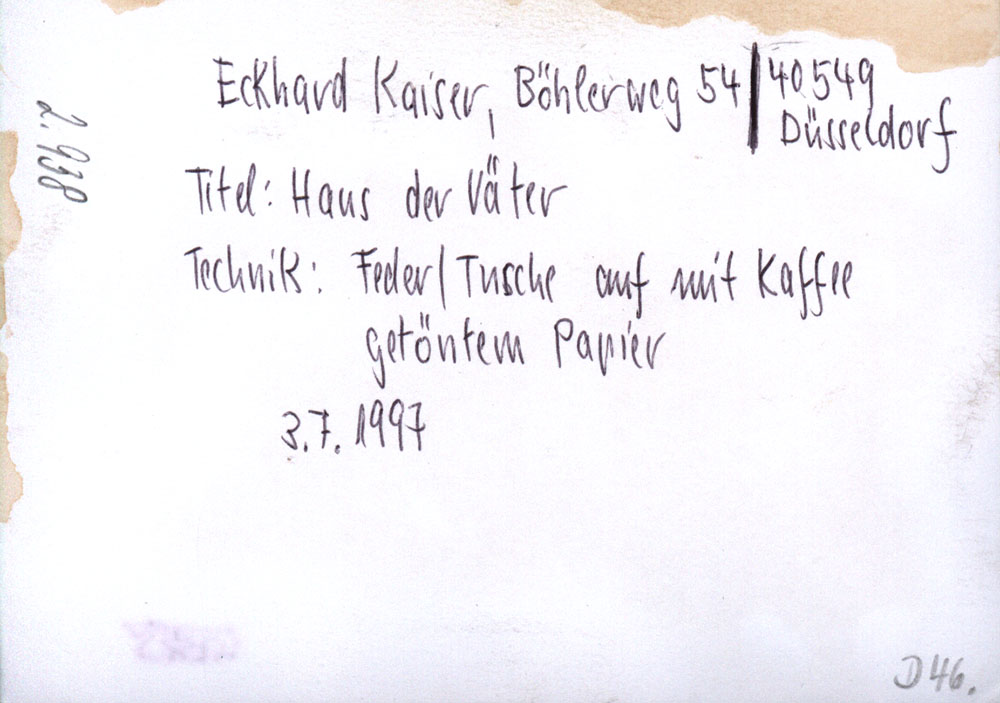 Eckhard Kaiser, Böhlerweg 54 | 40549
Düsseldorf
Titel: Haus der Väter
Technik: Feder/Tusche auf mit Kaffee
getöntem Papier
3.7.1997
2.938
D 46.